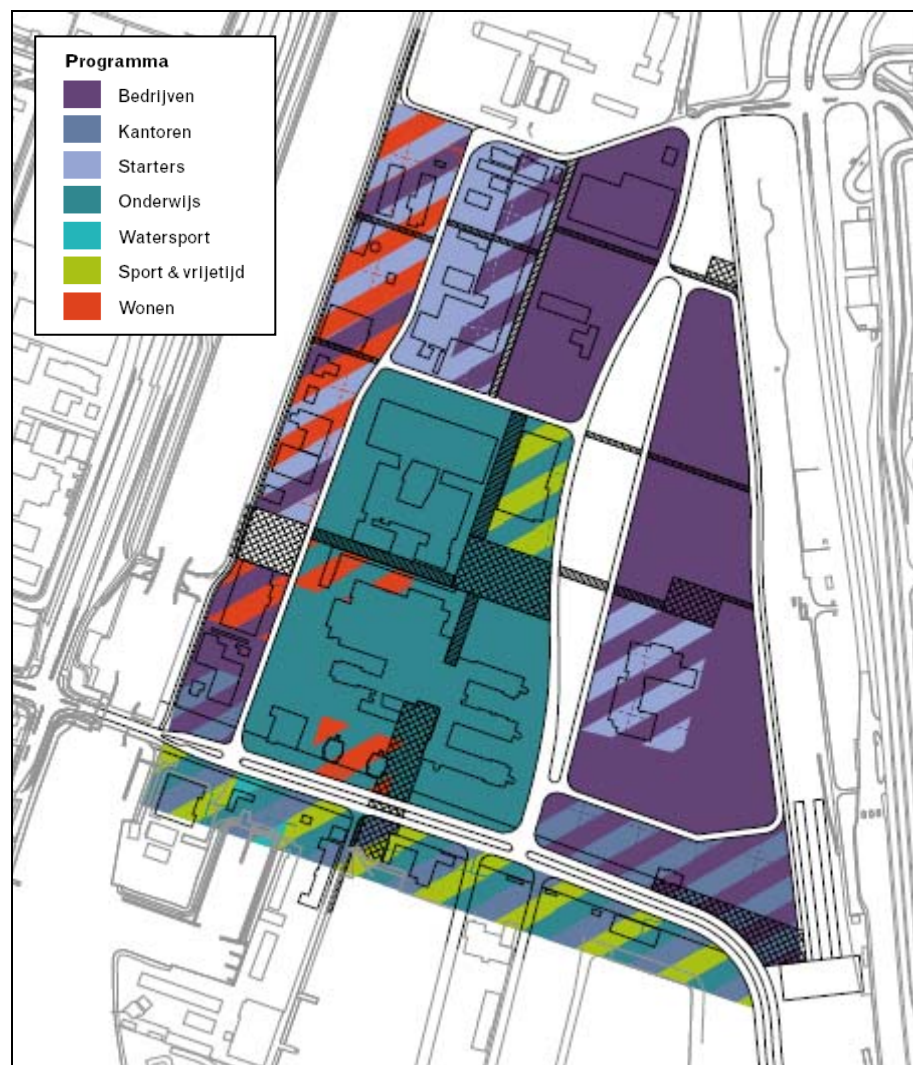 Programma
Bedrijven
Kantoren
Starters
Onderwijs
Watersport
Sport & vrijetijd
Wonen